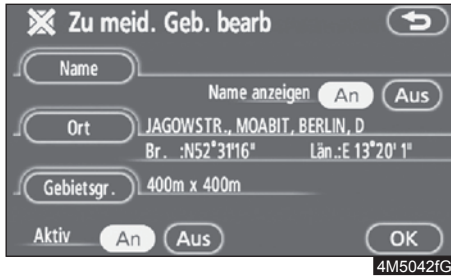 Zu meid. Geb. bearb
Name
Name anzeigen An Aus
Ort JAGOWSTR., MOABIT, BERLIN, D
Br. :N52°31'16" Län.:E 13°20' 1"
Gebietsgr. 400m x 400m
Aktiv An Aus OK
4M5042fG